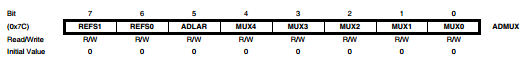 Bit 7 6 5 4 3 2 1 0
(0x7C) REFS1 REFS0 ADLAR MUX4 MUX3 MUX2 MUX1 MUX0 ADMUX
Read/Write R/W R/W R/W R/W R/W R/W R/W R/W
Initial Value 0 0 0 0 0 0 0 0